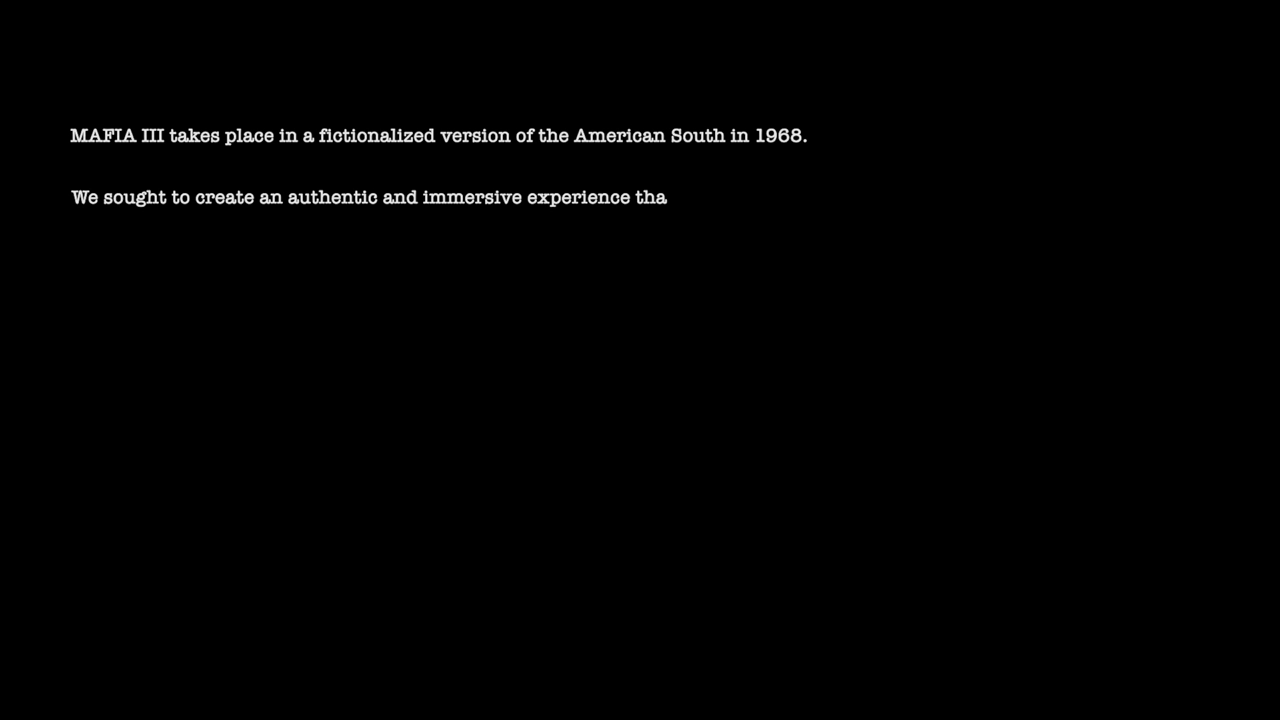 MAFIA III takes place in a fictionalized version of the American South in 1968.
We sought to create an authentic and immersive experience tha